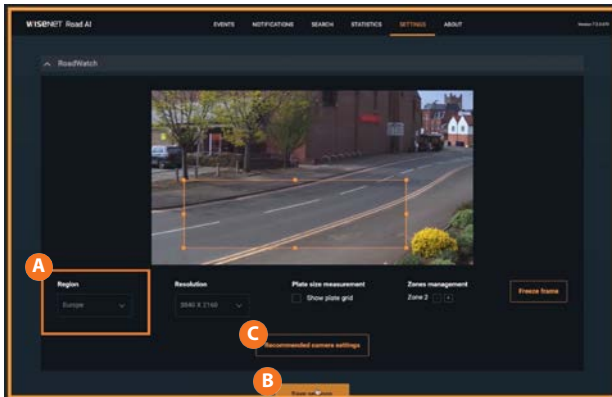 WISENET Road AI
EVENTS NOTIFICATIONS SEARCH STATISTICS SETTINGS ABOUT
RoadWatch
A
Region
Europe
Resolution
3840 X 2160
Plate size measurement
Show plate grid
Zones management
Zone 2 - +
Freeze frame
C
Recommended camera settings
B